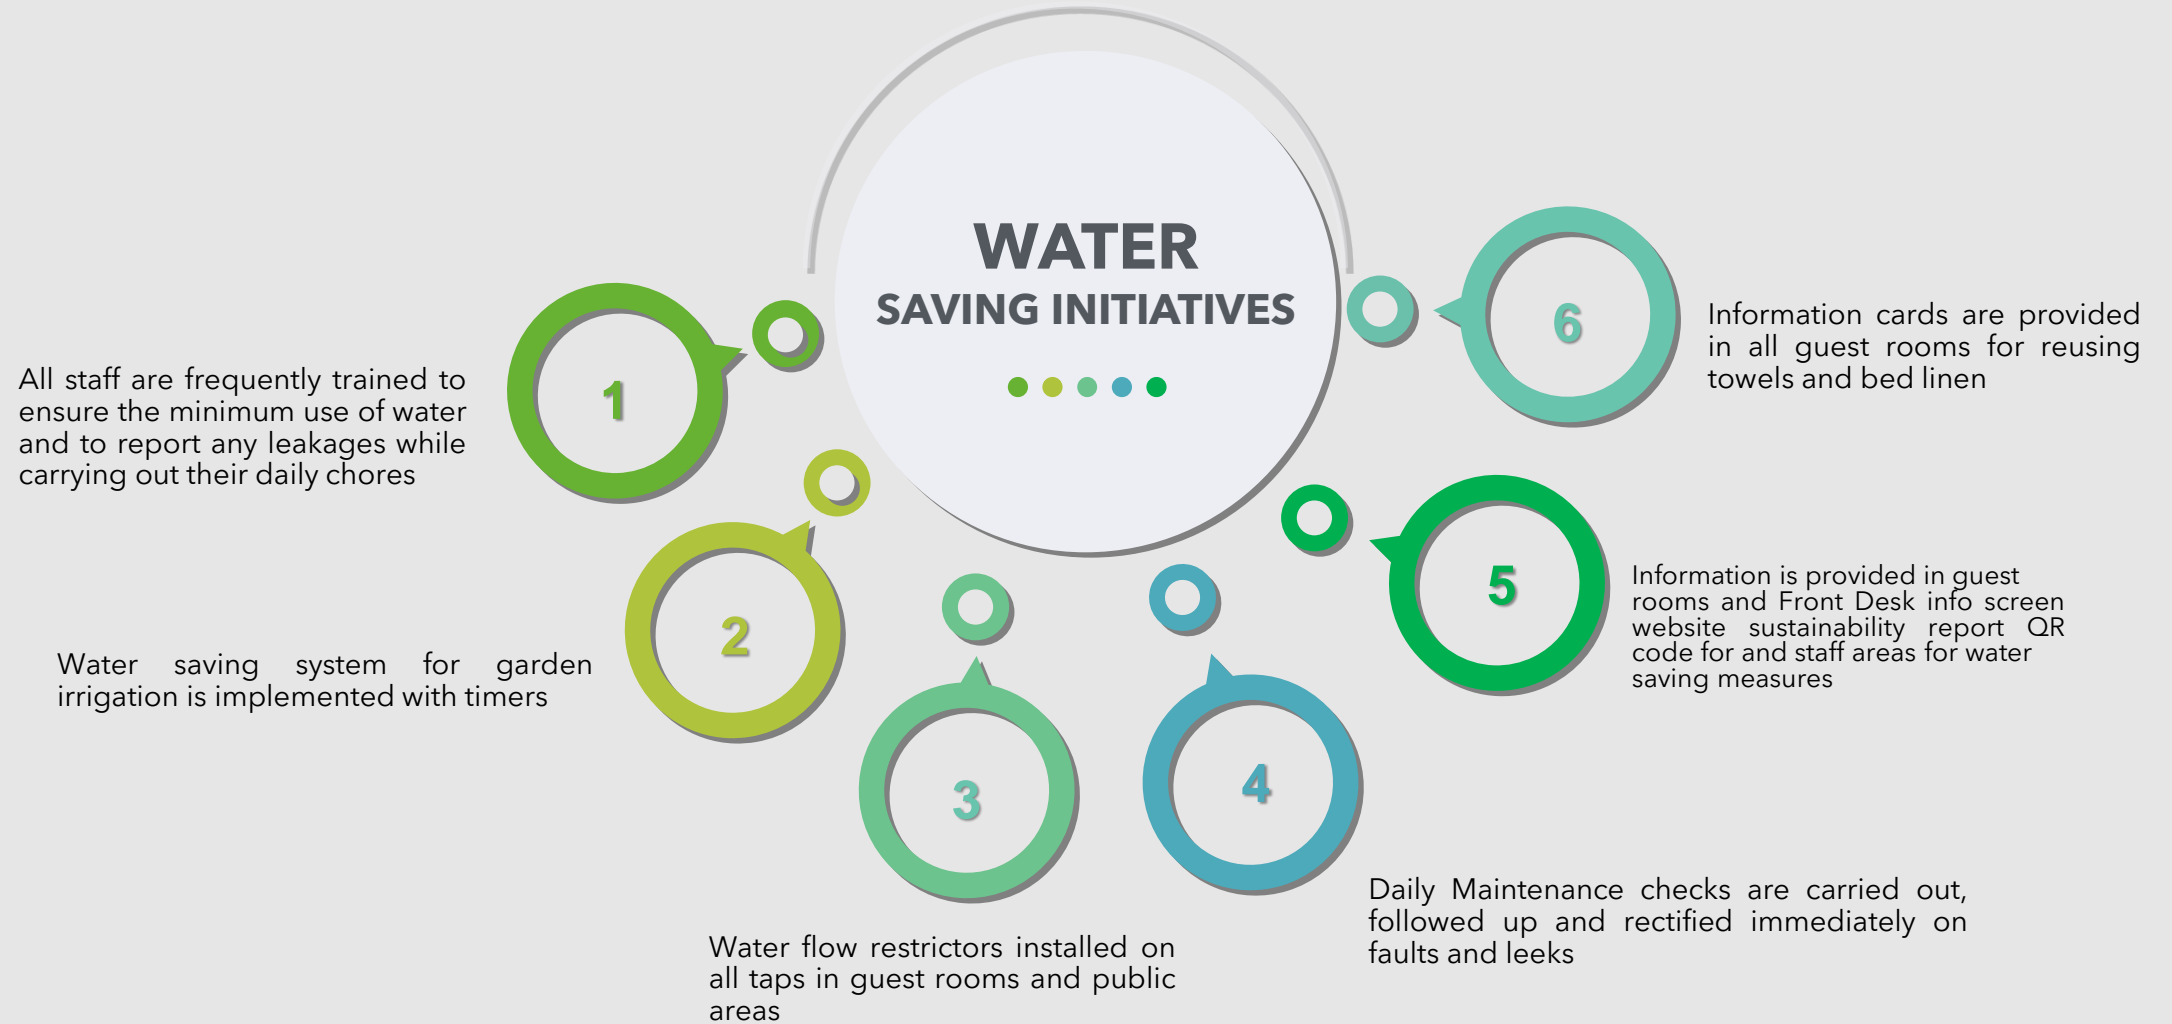 WATER
SAVING INITIATIVES
1
All staff are frequently trained to
ensure the minimum use of water
and to report any leakages while
carrying out their daily chores
2
Water saving system for garden
irrigation is implemented with timers
3
Water flow restrictors installed on
all taps in guest rooms and public
areas
4
Daily Maintenance checks are carried out,
followed up and rectified immediately on
faults and leeks
5
Information is provided in guest
rooms and Front Desk info screen
website sustainability report QR
code for and staff areas for water
saving measures
6
Information cards are provided
in all guest rooms for reusing
towels and bed linen